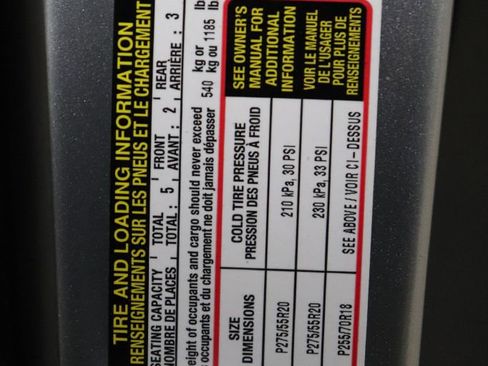 TIRE AND LOADING INFORMATION
RENSEIGNEMENTS SUR LES PNEUS ET LE CHARGEMENT
SEATING CAPACITY TOTAL : 5 FRONT : 2 REAR : 3
NOMBRE DE PLACES TOTAL : 5 AVANT : 2 ARRIÈRE : 3
weight of occupants and cargo should never exceed 540 kg or 1185 lb
occupants et du chargement ne doit jamais dépasser 540 kg ou 1185 lb
SIZE COLD TIRE PRESSURE
DIMENSIONS PRESSION DES PNEUS À FROID
P275/55R20 210 kPa, 30 PSI
P275/55R20 230 kPa, 33 PSI
P255/70R18 SEE ABOVE / VOIR CI-DESSUS
SEE OWNER'S
MANUAL FOR
ADDITIONAL
INFORMATION
VOIR LE MANUEL
DE L'USAGER
POUR PLUS DE
RENSEIGNEMENTS